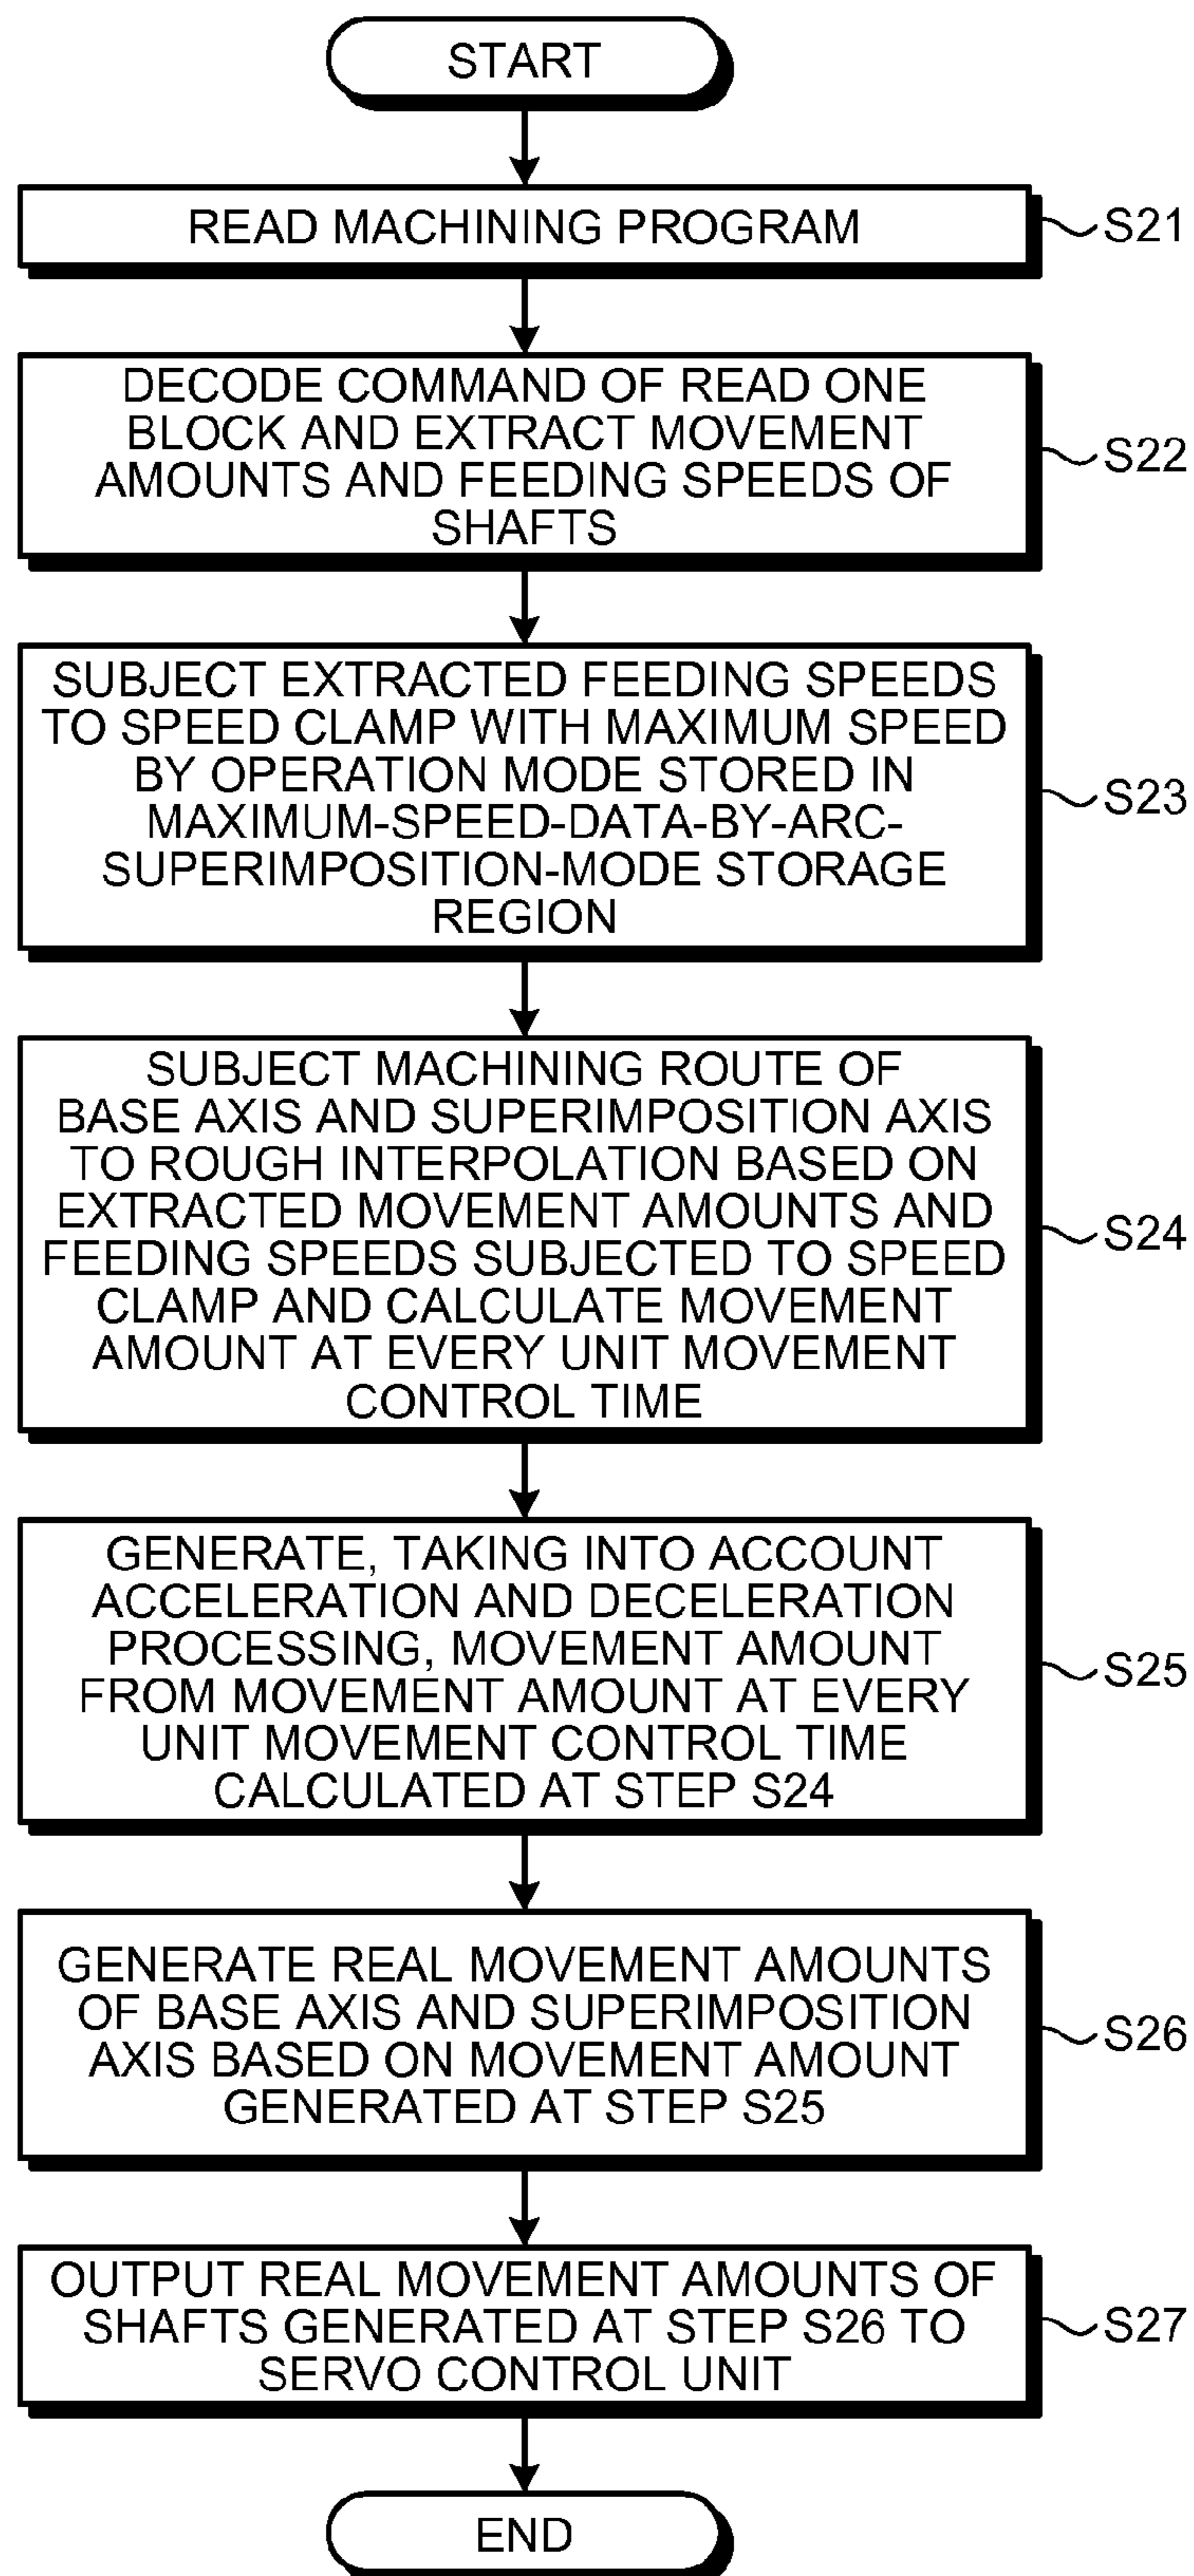 START
READ MACHINING PROGRAM
S21
DECODE COMMAND OF READ ONE
BLOCK AND EXTRACT MOVEMENT
AMOUNTS AND FEEDING SPEEDS OF
SHAFTS
S22
SUBJECT EXTRACTED FEEDING SPEEDS
TO SPEED CLAMP WITH MAXIMUM SPEED
BY OPERATION MODE STORED IN
MAXIMUM-SPEED-DATA-BY-ARC-
SUPERIMPOSITION-MODE STORAGE
REGION
S23
SUBJECT MACHINING ROUTE OF
BASE AXIS AND SUPERIMPOSITION AXIS
TO ROUGH INTERPOLATION BASED ON
EXTRACTED MOVEMENT AMOUNTS AND
FEEDING SPEEDS SUBJECTED TO SPEED
CLAMP AND CALCULATE MOVEMENT
AMOUNT AT EVERY UNIT MOVEMENT
CONTROL TIME
S24
GENERATE, TAKING INTO ACCOUNT
ACCELERATION AND DECELERATION
PROCESSING, MOVEMENT AMOUNT
FROM MOVEMENT AMOUNT AT EVERY
UNIT MOVEMENT CONTROL TIME
CALCULATED AT STEP S24
S25
GENERATE REAL MOVEMENT AMOUNTS
OF BASE AXIS AND SUPERIMPOSITION
AXIS BASED ON MOVEMENT AMOUNT
GENERATED AT STEP S25
S26
OUTPUT REAL MOVEMENT AMOUNTS OF
SHAFTS GENERATED AT STEP S26 TO
SERVO CONTROL UNIT
S27
END